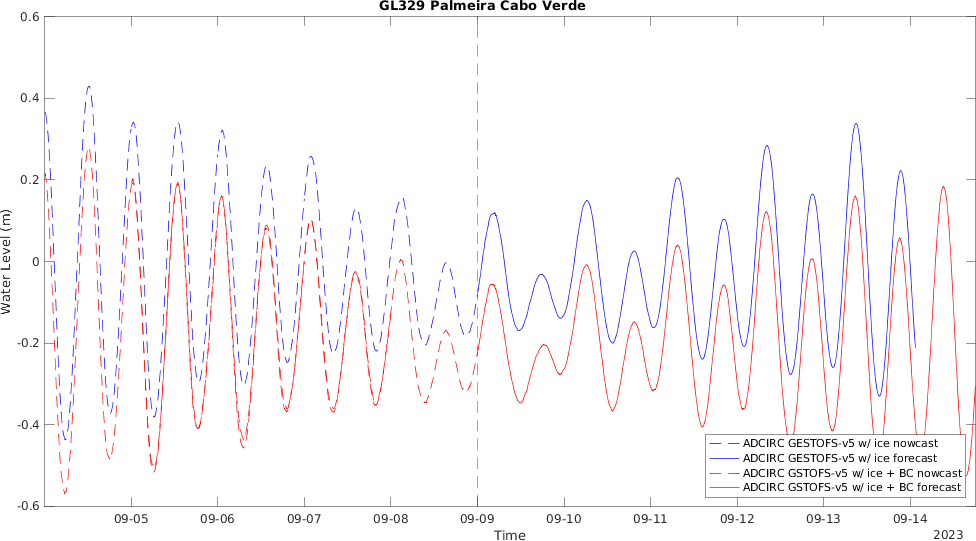 GL329 Palmeira Cabo Verde
0.6
0.4
0.2
0
-0.2
-0.4
-0.6
Water Level (m)
ADCIRC GESTOFS-v5 w/ ice nowcast
ADCIRC GESTOFS-v5 w/ ice forecast
ADCIRC GSTOFS-v5 w/ ice + BC nowcast
ADCIRC GSTOFS-v5 w/ ice + BC forecast
09-05 09-06 09-07 09-08 09-09 09-10 09-11 09-12 09-13 09-14
Time
2023